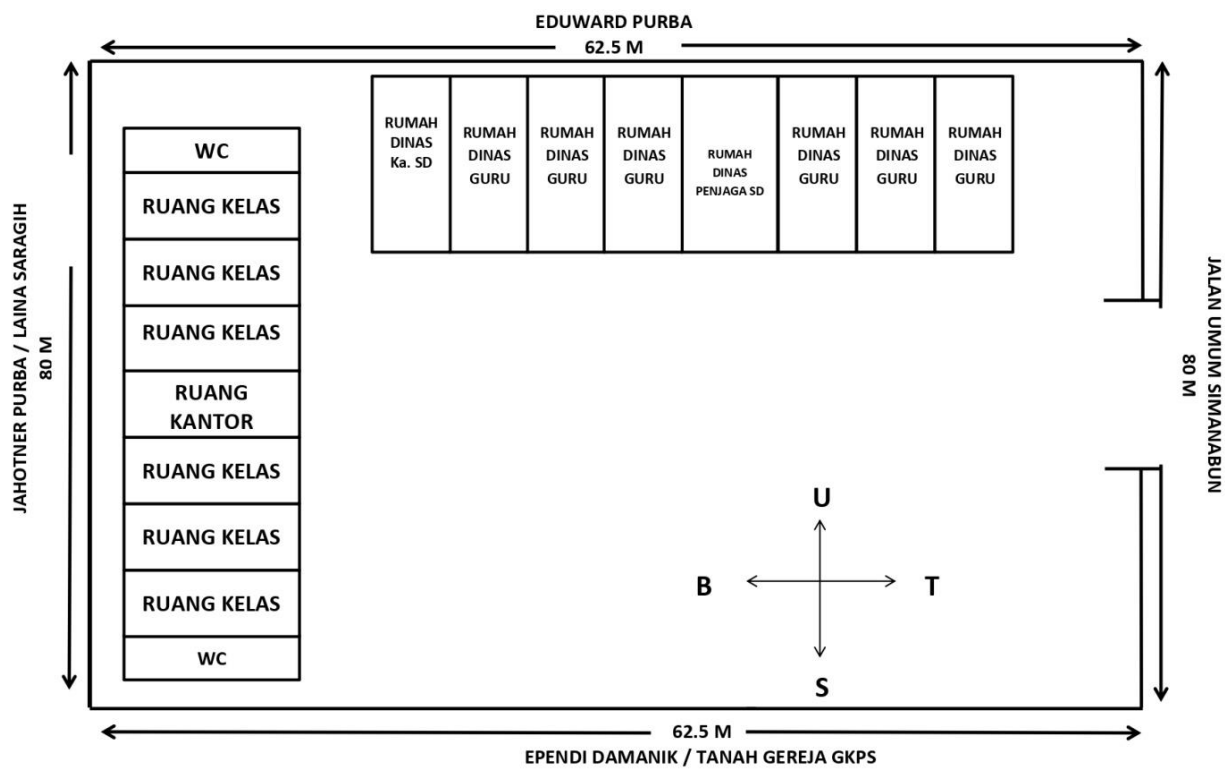 EDUWARD PURBA
62.5 M
JAHOTNER PURBA / LAINA SARAGIH
80 M
WC
RUANG KELAS
RUANG KELAS
RUANG KELAS
RUANG
KANTOR
RUANG KELAS
RUANG KELAS
RUANG KELAS
WC
RUMAH
DINAS
Ka. SD
RUMAH
DINAS
GURU
RUMAH
DINAS
GURU
RUMAH
DINAS
GURU
RUMAH
DINAS
PENJAGA SD
RUMAH
DINAS
GURU
RUMAH
DINAS
GURU
RUMAH
DINAS
GURU
JALAN UMUM SIMANABUN
80 M
U
B
T
S
62.5 M
EPENDI DAMANIK / TANAH GEREJA GKPS